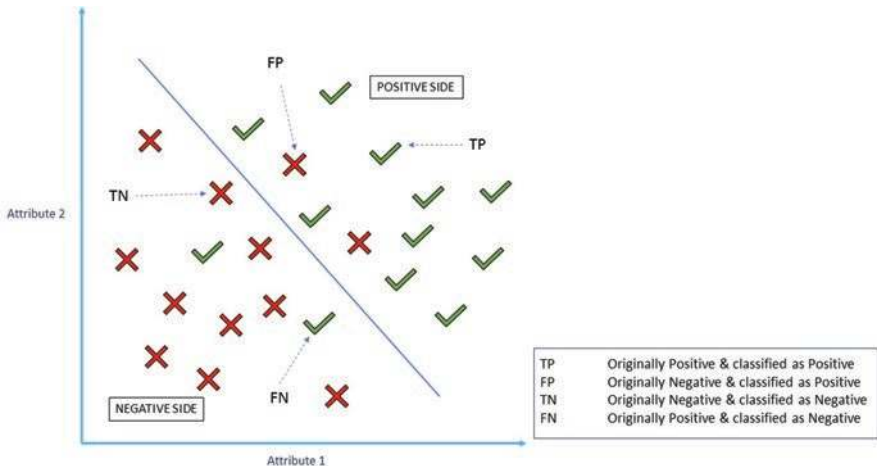 FP
POSITIVE SIDE
TP
TN
Attribute 2
FN
NEGATIVE SIDE
Attribute 1
TP Originally Positive & classified as Positive
FP Originally Negative & classified as Positive
TN Originally Negative & classified as Negative
FN Originally Positive & classified as Negative